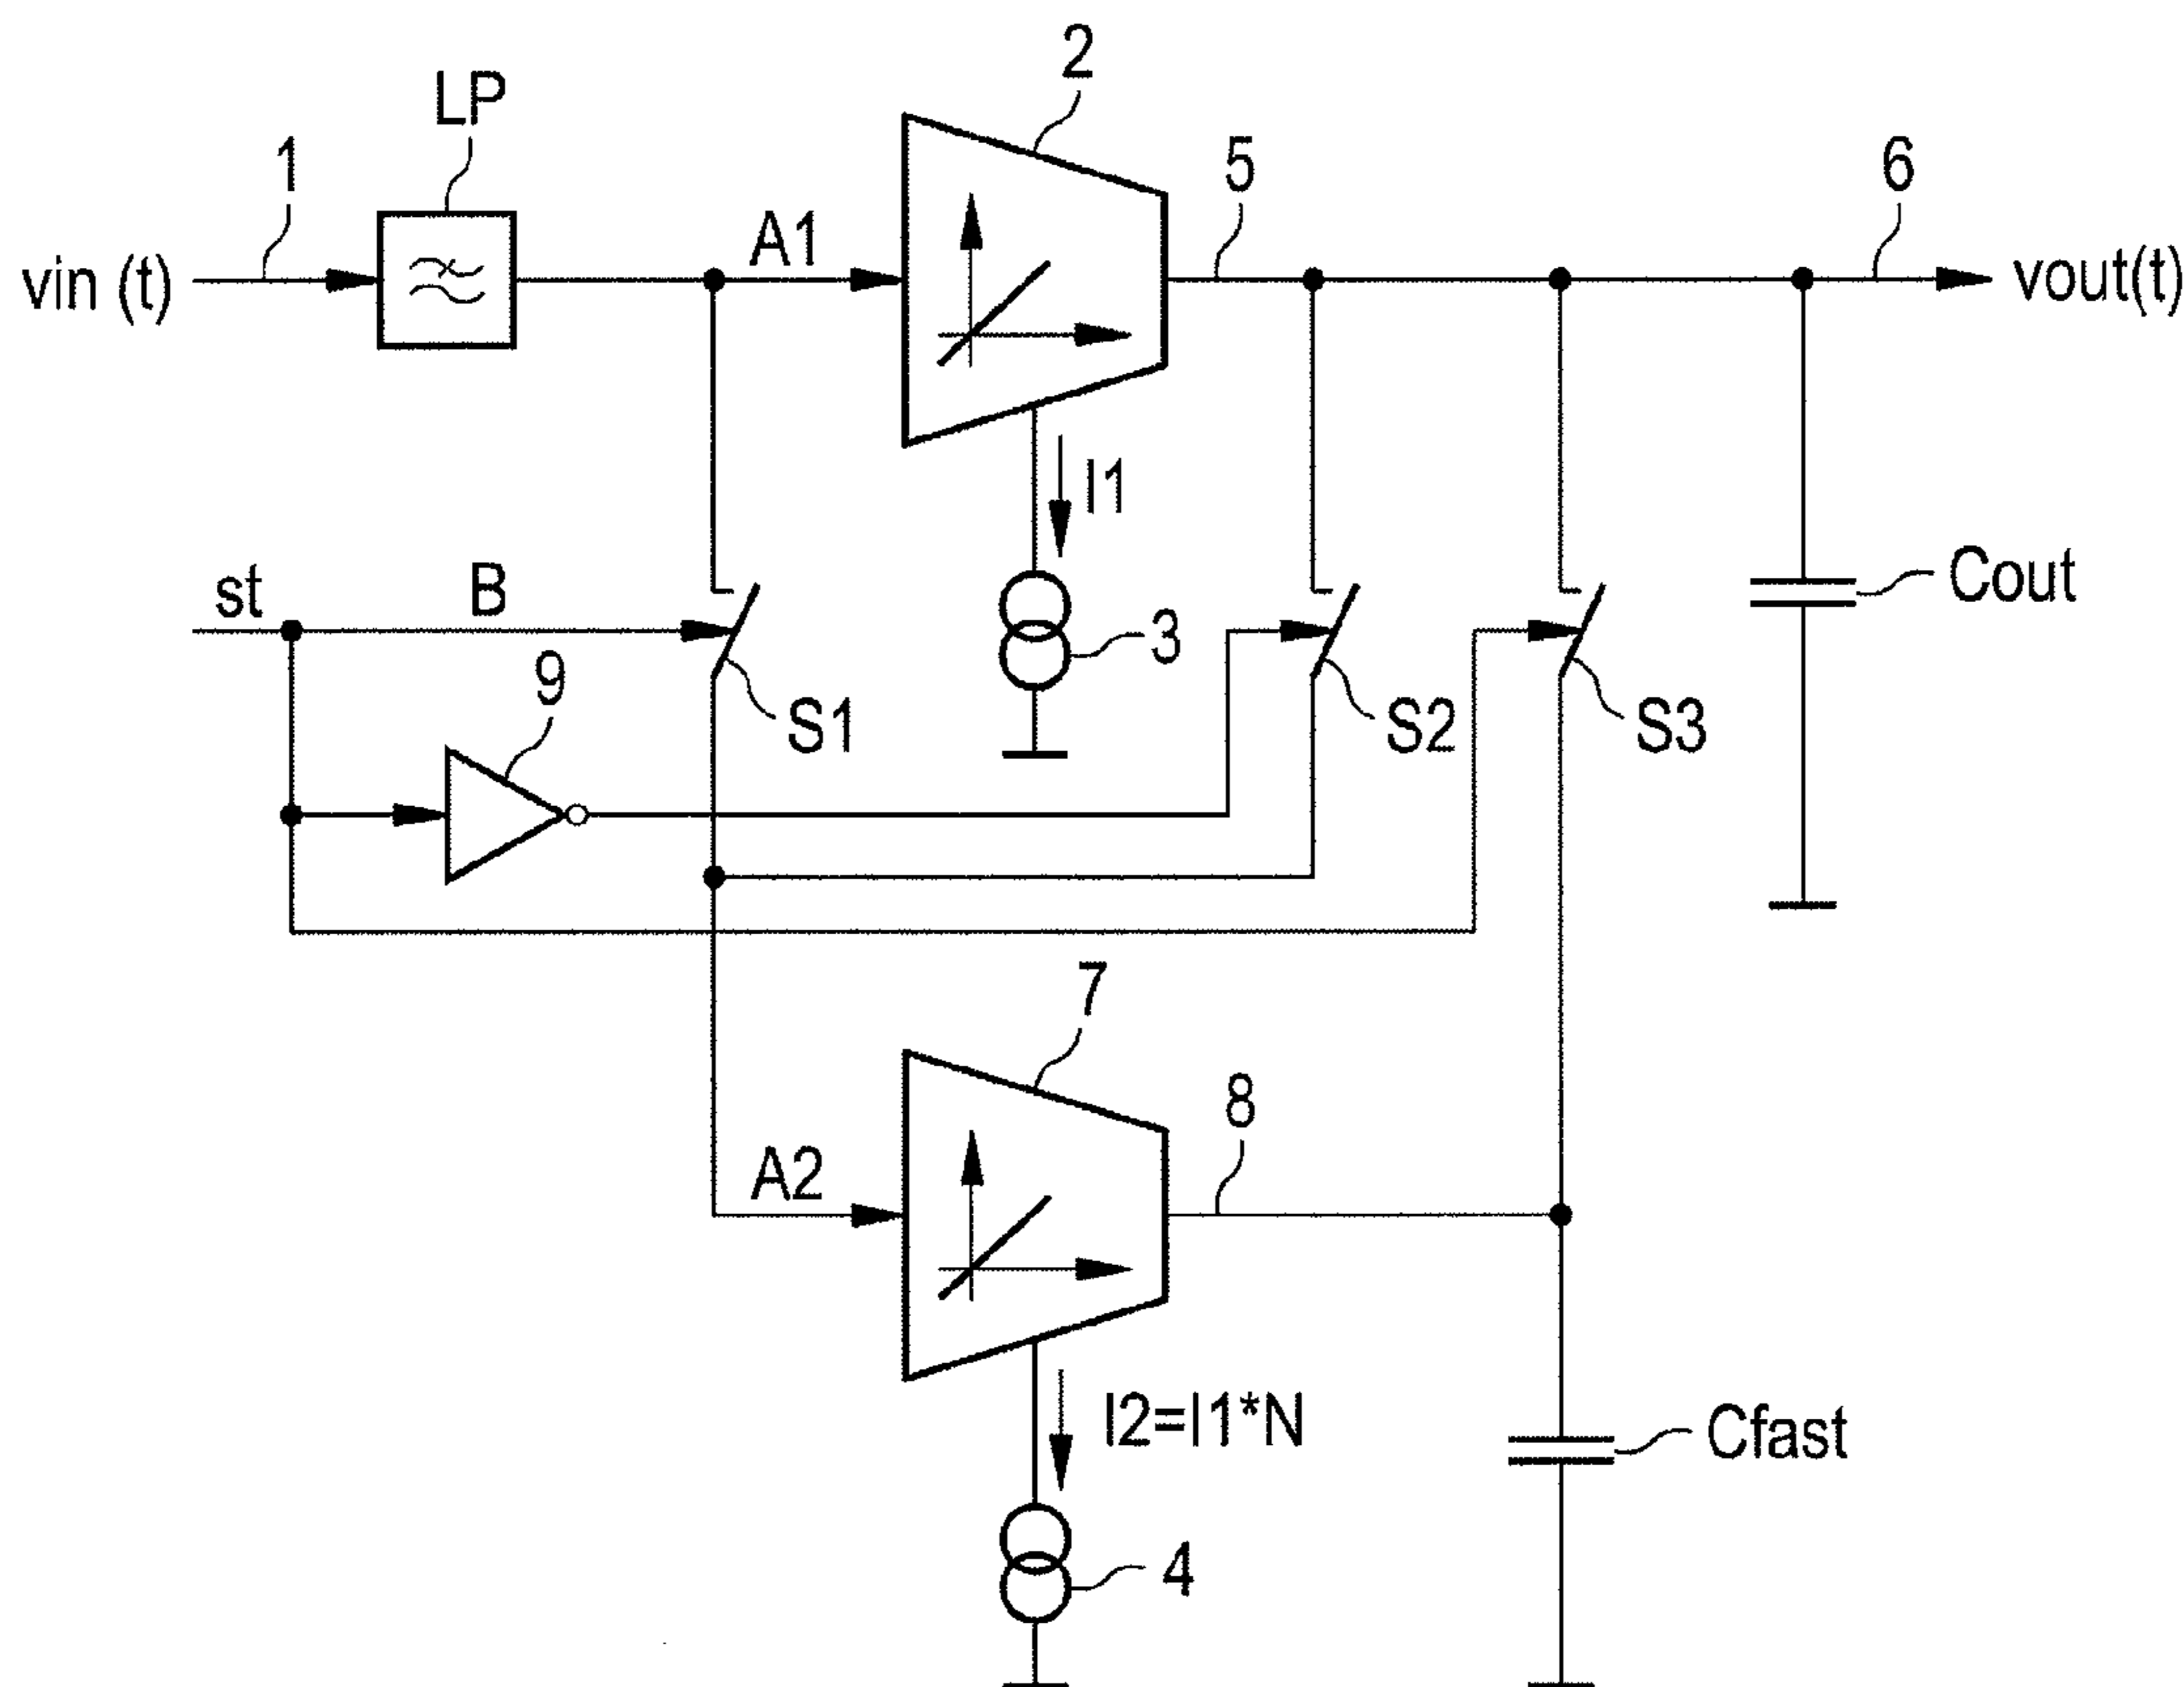 2
LP
1
5
6
A1
vin (t)
vout(t)
I1
st
B
Cout
3
9
S1
S2
S3
7
8
A2
I2=I1*N
Cfast
4